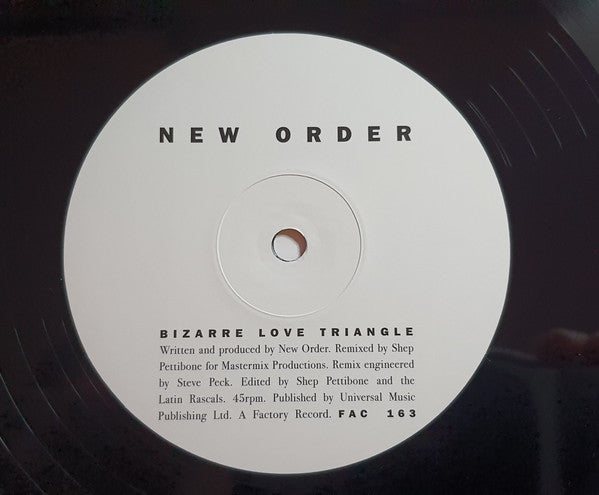 NEW ORDER
BIZARRE LOVE TRIANGLE
Written and produced by New Order. Remixed by Shep
Pettibone for Mastermix Productions. Remix engineered
by Steve Peck. Edited by Shep Pettibone and the
Latin Rascals. 45rpm. Published by Universal Music
Publishing Ltd. A Factory Record. FAC 163